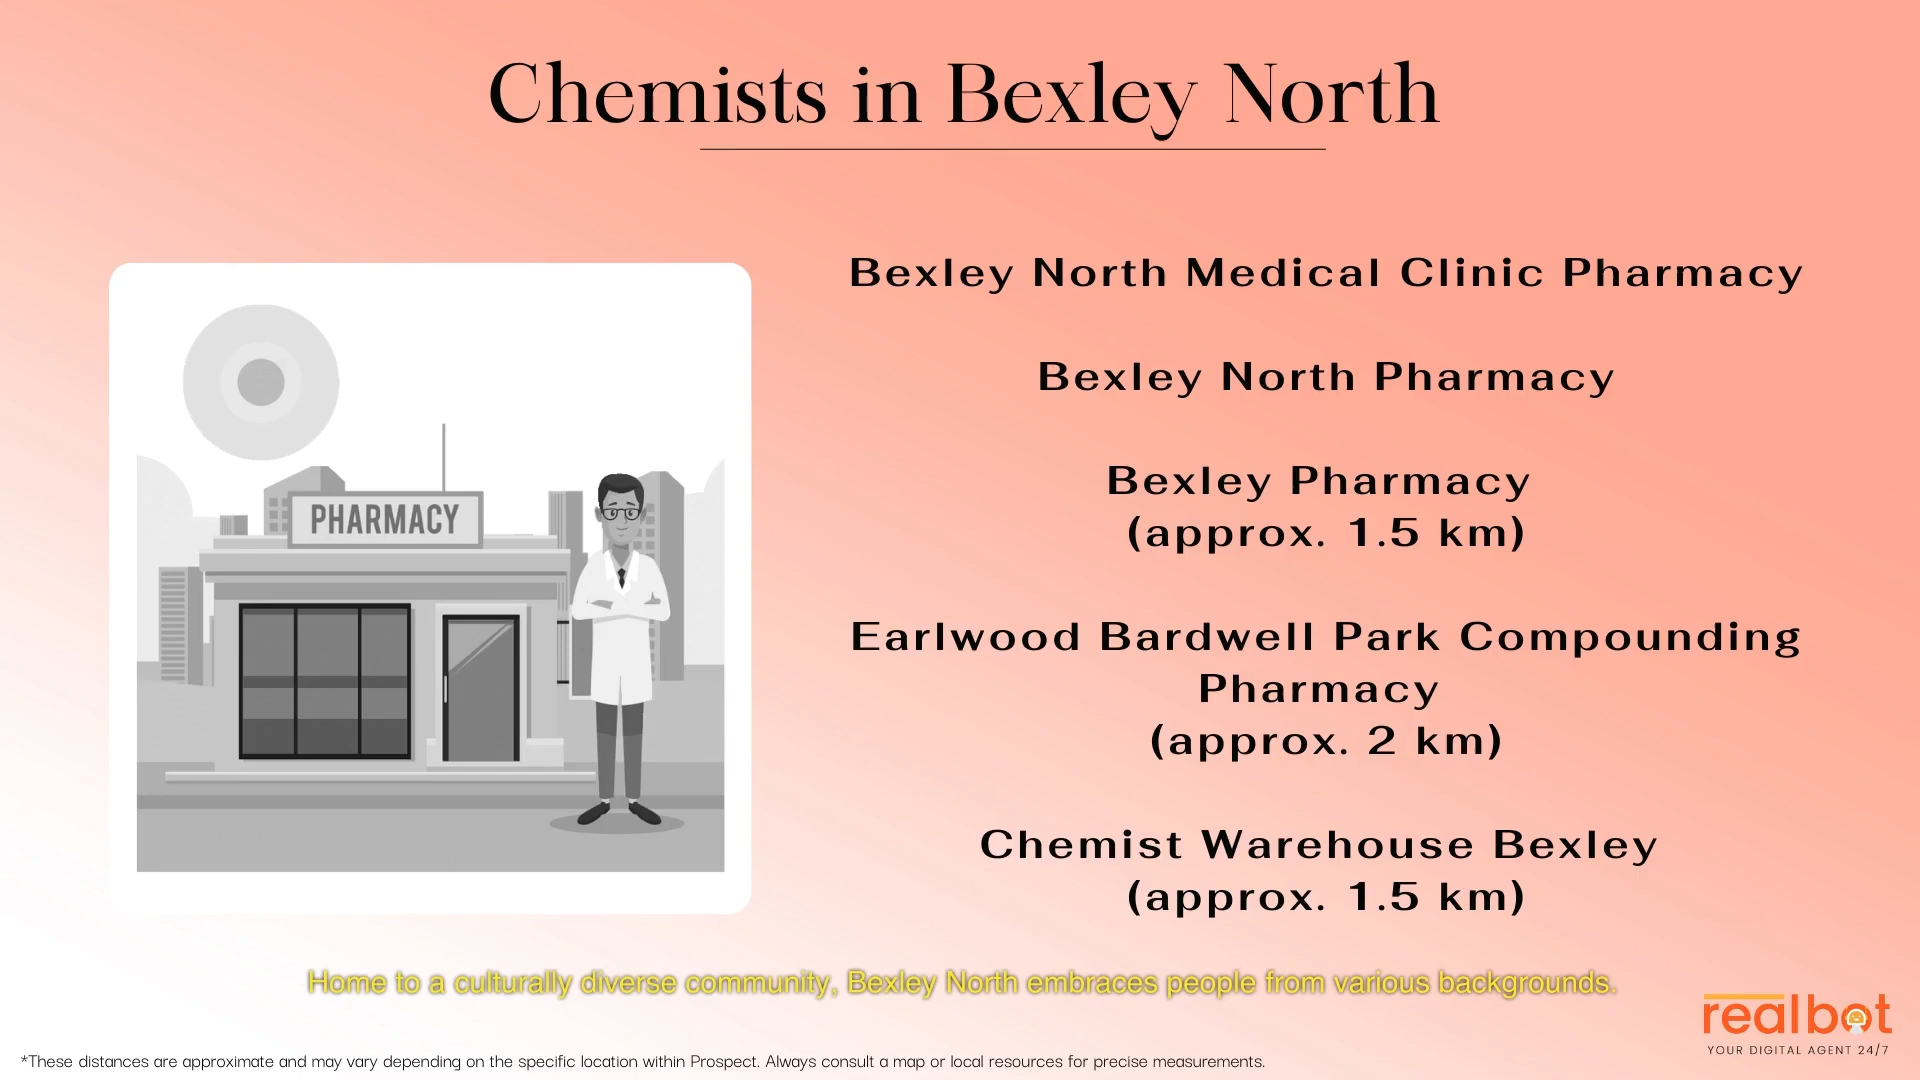 Chemists in Bexley North
Bexley North Medical Clinic Pharmacy
Bexley North Pharmacy
Bexley Pharmacy
(approx. 1.5 km)
Earlwood Bardwell Park Compounding
Pharmacy
(approx. 2 km)
Chemist Warehouse Bexley
(approx. 1.5 km)
PHARMACY
Home to a culturally diverse community, Bexley North embraces people from various backgrounds.
realbot
YOUR DIGITAL AGENT 24/7
*These distances are approximate and may vary depending on the specific location within Prospect. Always consult a map or local resources for precise measurements.